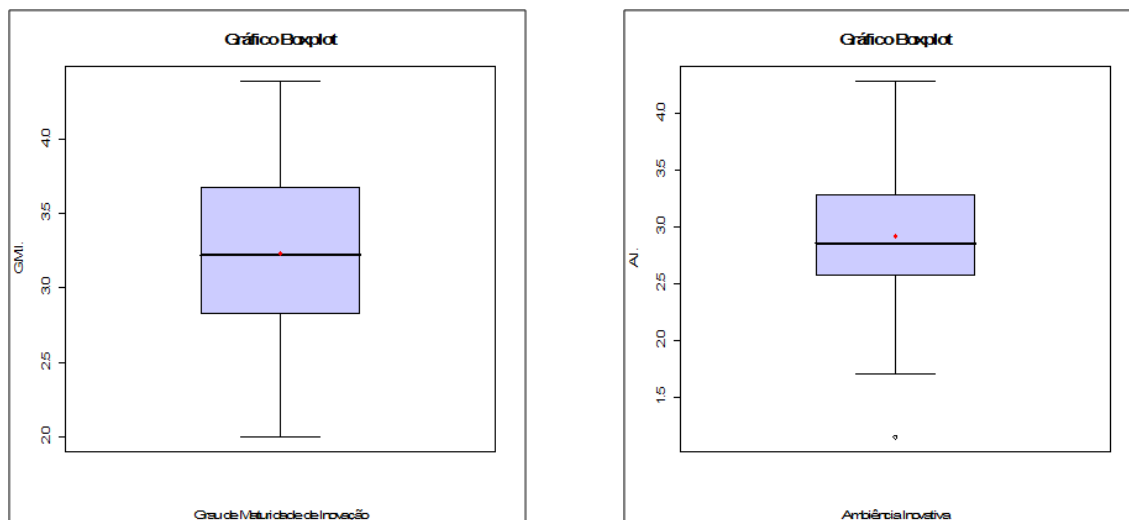 Gráfico Boxplot
GMI.
4.0
3.5
3.0
2.5
2.0
Grau de Maturidade de Inovação
Gráfico Boxplot
A.I.
4.0
3.5
3.0
2.5
2.0
1.5
Ambiência Inovativa